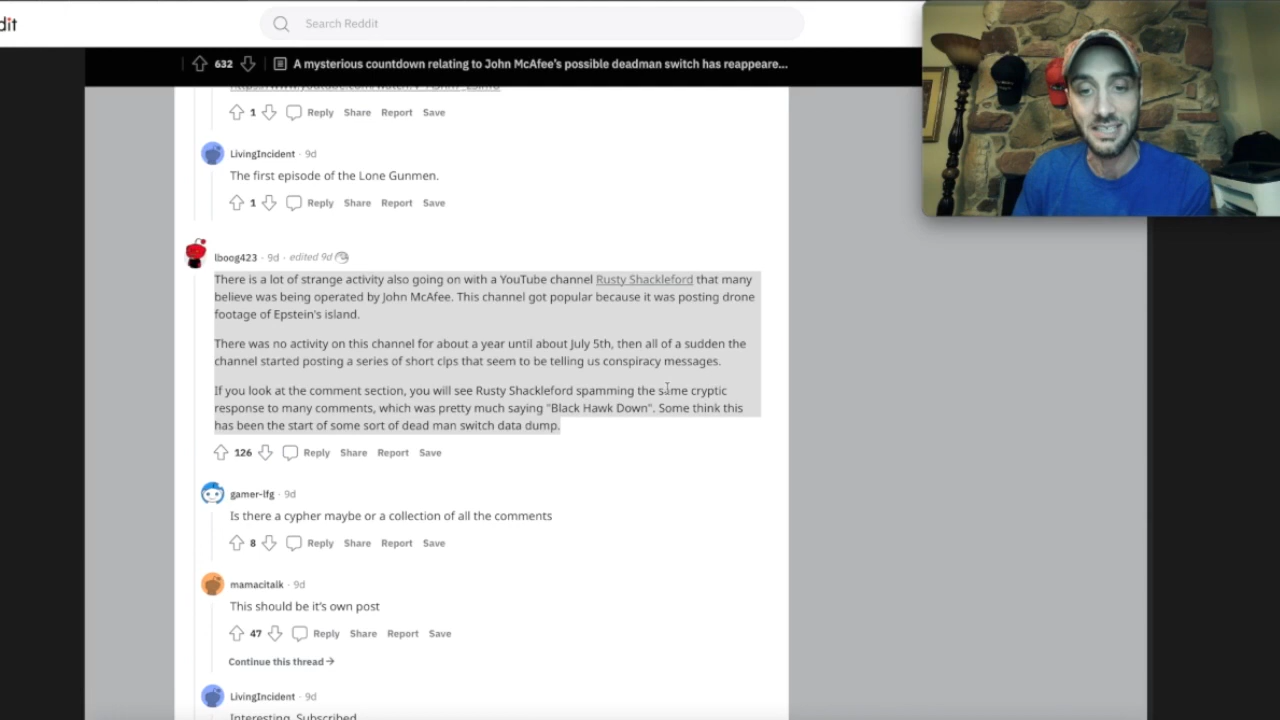 dit
Search Reddit
632 A mysterious countdown relating to John McAfee's possible deadman switch has reappeare...
1 Reply Share Report Save
LivingIncident · 9d
The first episode of the Lone Gunmen.
1 Reply Share Report Save
lboog423 · 9d · edited 9d
There is a lot of strange activity also going on with a YouTube channel Rusty Shackleford that many
believe was being operated by John McAfee. This channel got popular because it was posting drone
footage of Epstein's island.
There was no activity on this channel for about a year until about July 5th, then all of a sudden the
channel started posting a series of short clps that seem to be telling us conspiracy messages.
If you look at the comment section, you will see Rusty Shackleford spamming the same cryptic
response to many comments, which was pretty much saying "Black Hawk Down". Some think this
has been the start of some sort of dead man switch data dump.
126 Reply Share Report Save
gamer-lfg · 9d
Is there a cypher maybe or a collection of all the comments
8 Reply Share Report Save
mamacitalk · 9d
This should be it's own post
47 Reply Share Report Save
Continue this thread →
LivingIncident · 9d
Interesting. Subscribed